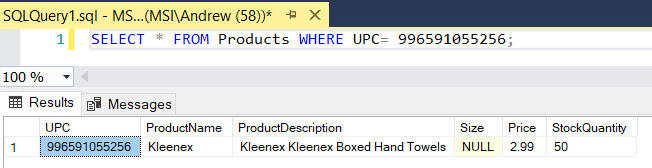 SQLQuery1.sql - MS...(MSI\Andrew (58))*
1 SELECT * FROM Products WHERE UPC= 996591055256;
100 %
Results Messages
UPC ProductName ProductDescription Size Price StockQuantity
1 996591055256 Kleenex Kleenex Kleenex Boxed Hand Towels NULL 2.99 50